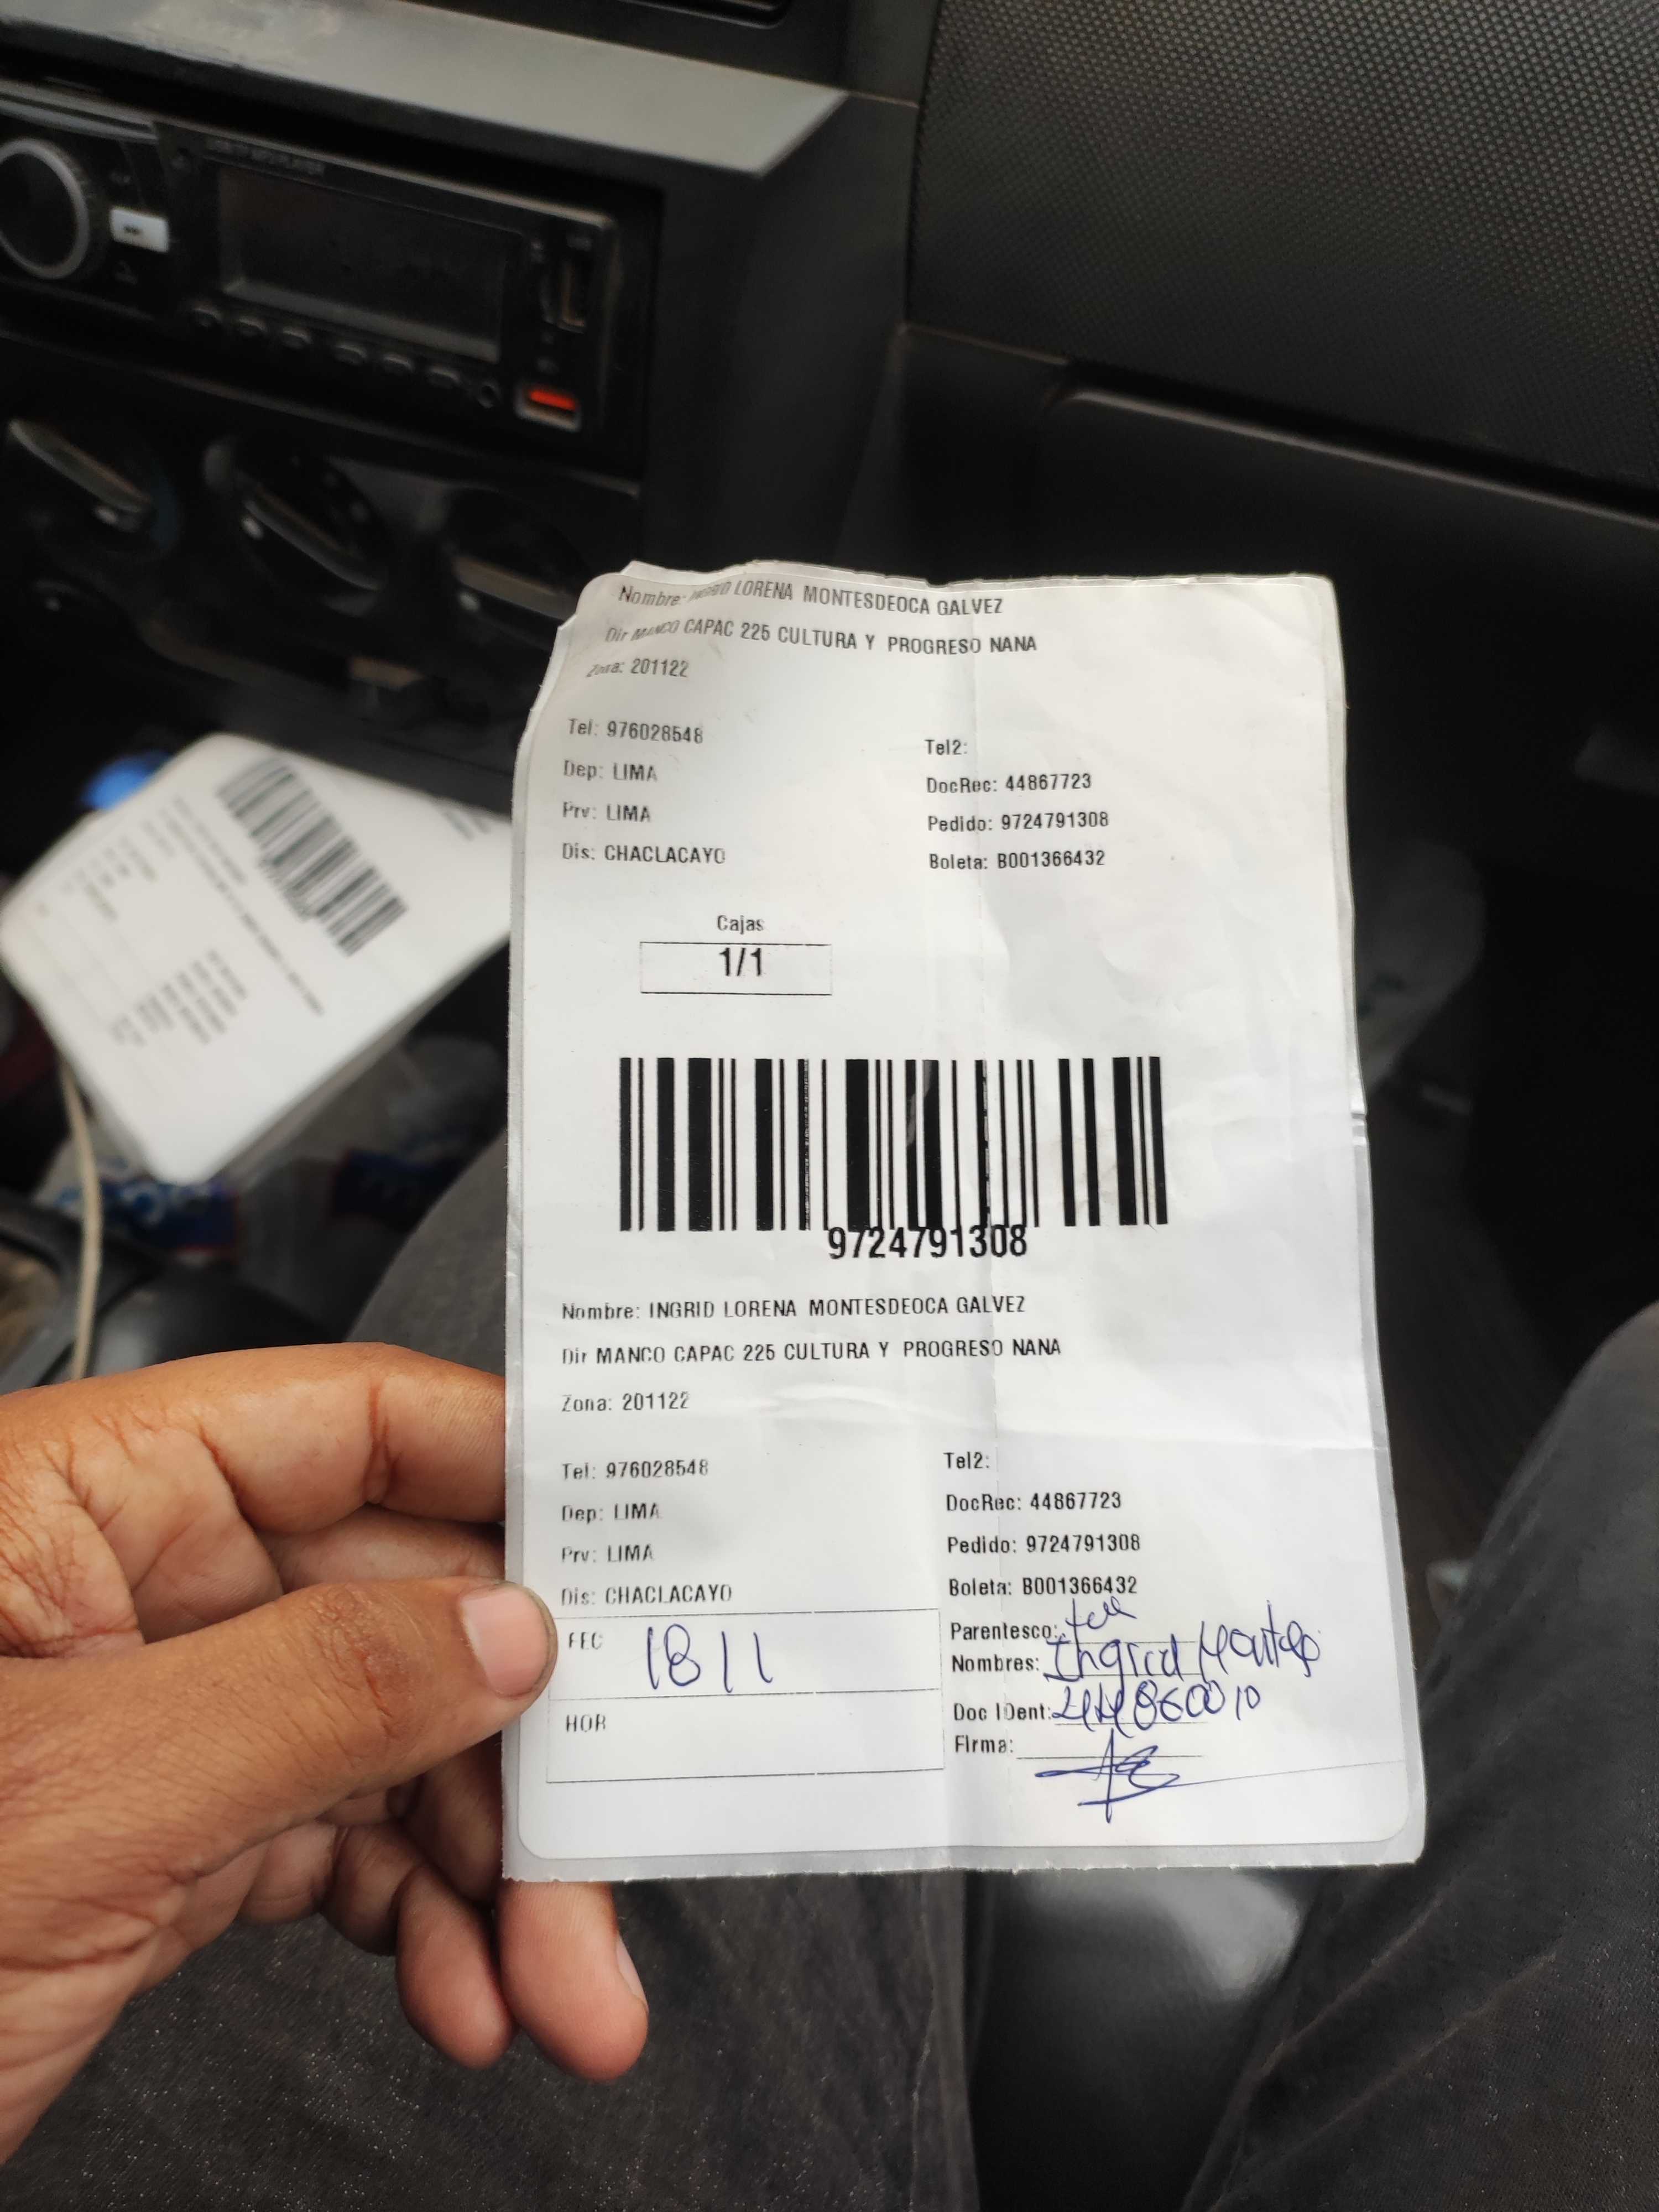 Nombre: INGRID LORENA MONTESDEOCA GALVEZ
Dir MANCO CAPAC 225 CULTURA Y PROGRESO NANA
Zona: 201122
Tel: 976028548
Tel2:
Dep: LIMA
DocRec: 44867723
Prv: LIMA
Pedido: 9724791308
Dis: CHACLACAYO
Boleta: B001366432
Cajas
1/1
9724791308
Nombre: INGRID LORENA MONTESDEOCA GALVEZ
Dir MANCO CAPAC 225 CULTURA Y PROGRESO NANA
Zona: 201122
Tel: 976028548
Tel2:
Dep: LIMA
DocRec: 44867723
Prv: LIMA
Pedido: 9724791308
Dis: CHACLACAYO
Boleta: B001366432
FEC 18 11
HOR
Parentesco:
Nombres: Ingrid
Doc IDent:
Firma: